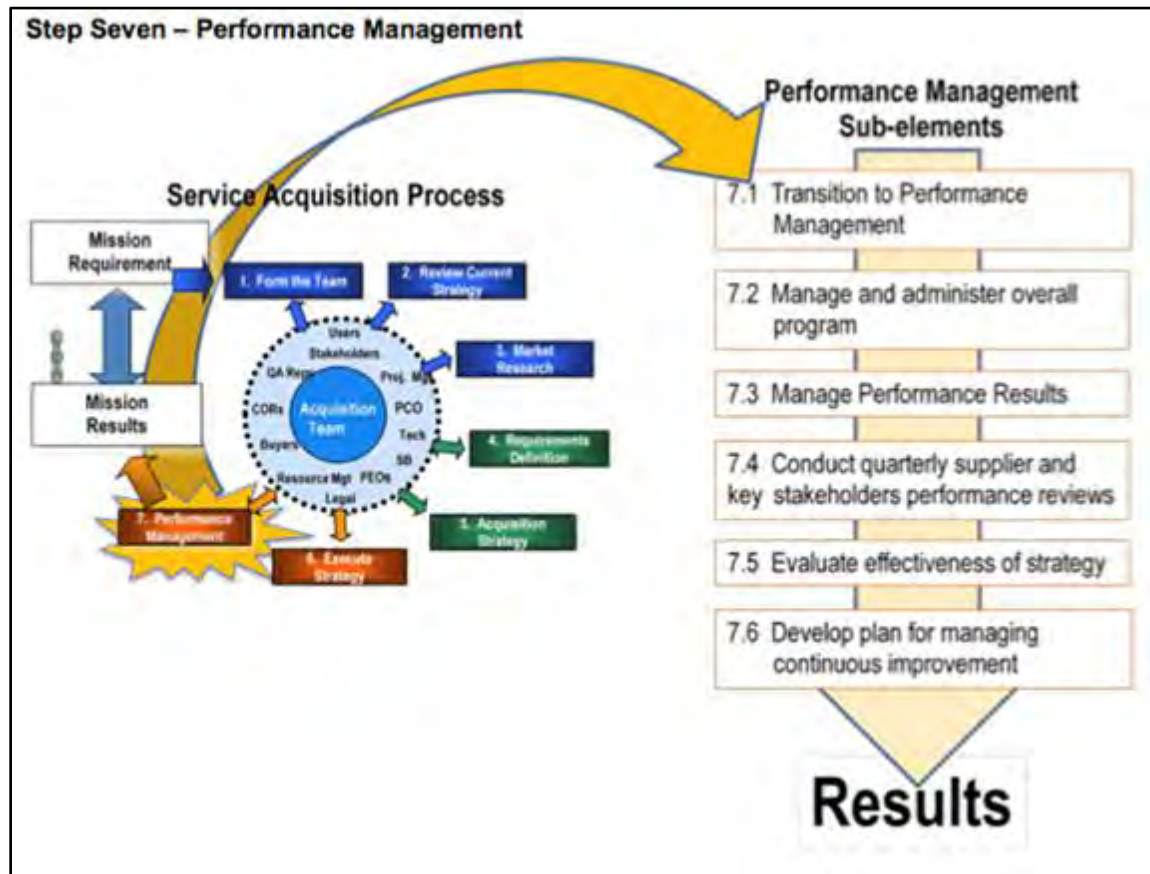 Step Seven – Performance Management
Performance Management
Sub-elements
Service Acquisition Process
Mission
Requirement
Mission
Results
1. Form the Team
2. Review Current
Strategy
3. Market
Research
4. Requirements
Definition
5. Acquisition
Strategy
6. Execute
Strategy
7. Performance
Management
Users
Stakeholders
QA Reps
Proj. Mgt
CORs
PCO
Acquisition
Team
Tech
Buyers
SB
Resource Mgt
PEOs
Legal
7.1 Transition to Performance
Management
7.2 Manage and administer overall
program
7.3 Manage Performance Results
7.4 Conduct quarterly supplier and
key stakeholders performance reviews
7.5 Evaluate effectiveness of strategy
7.6 Develop plan for managing
continuous improvement
Results